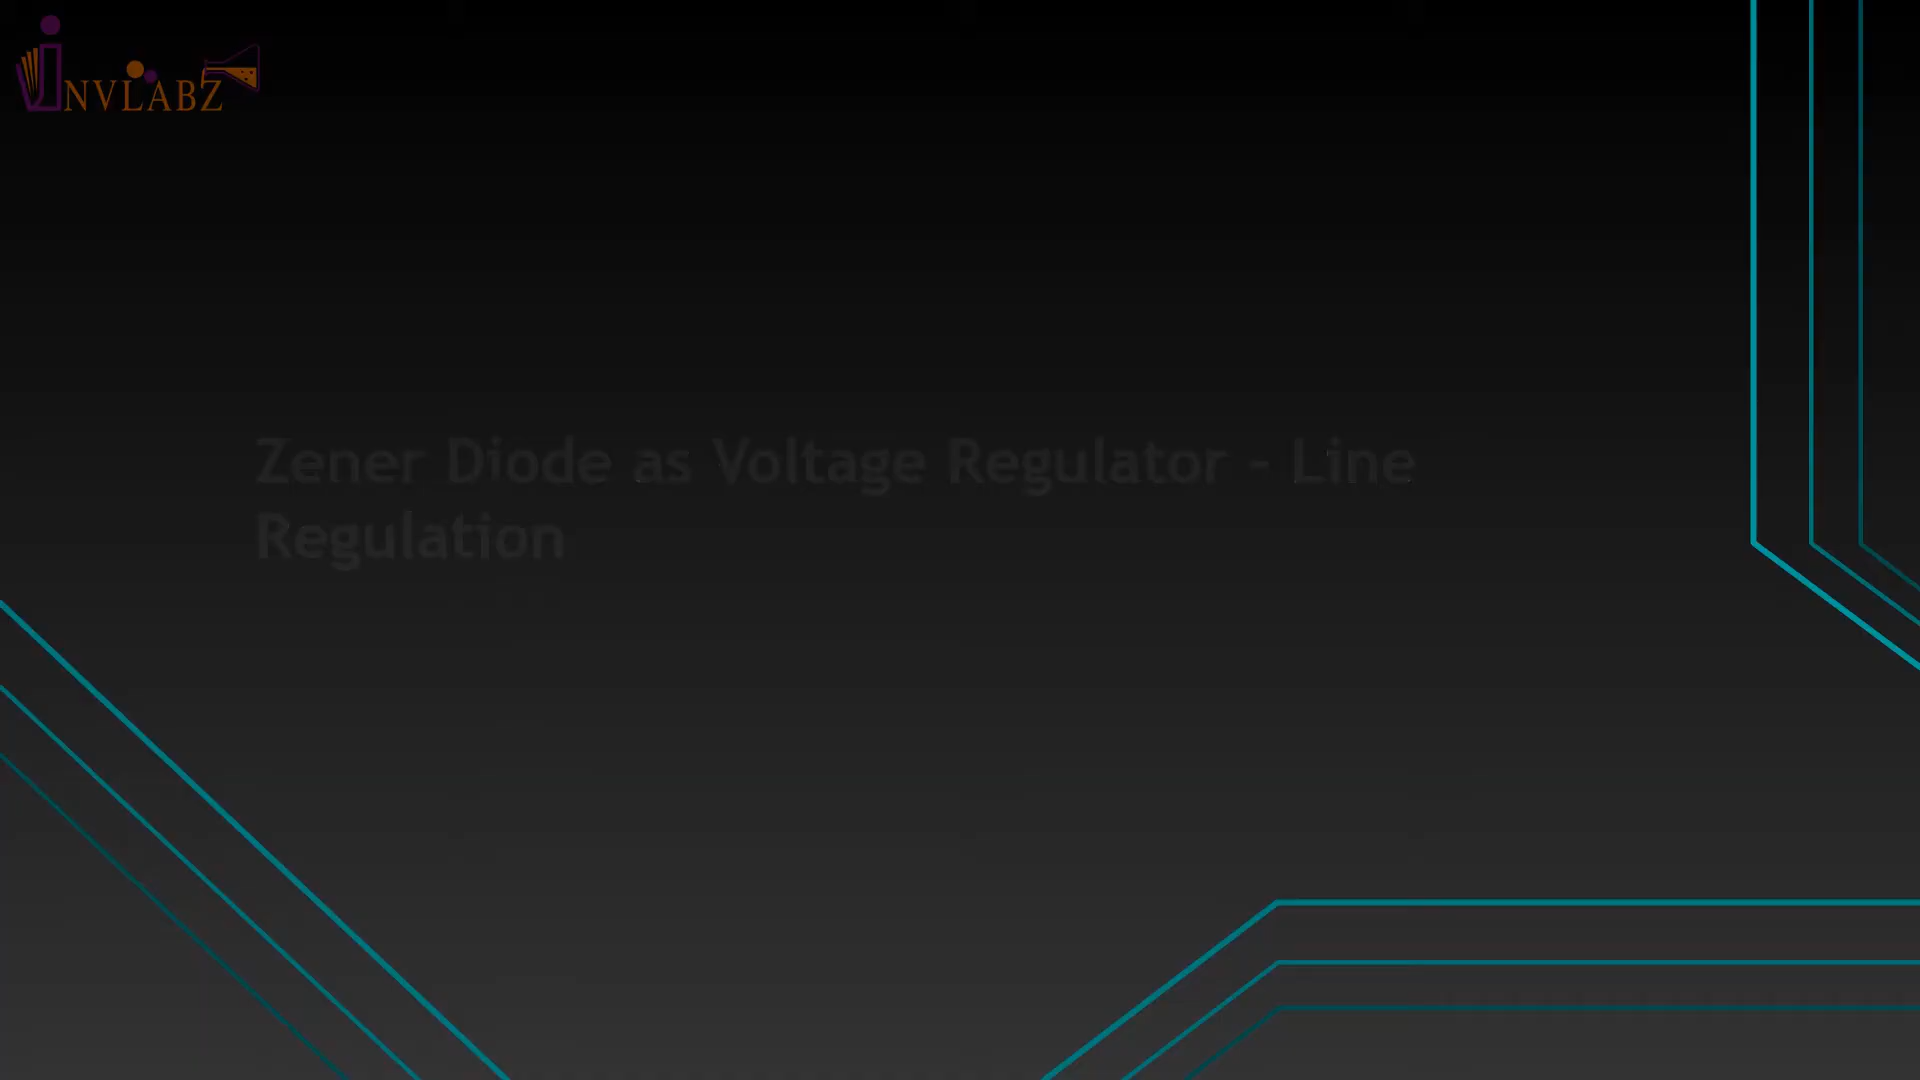 INVLABZ
Zener Diode as Voltage Regulator - Line
Regulation